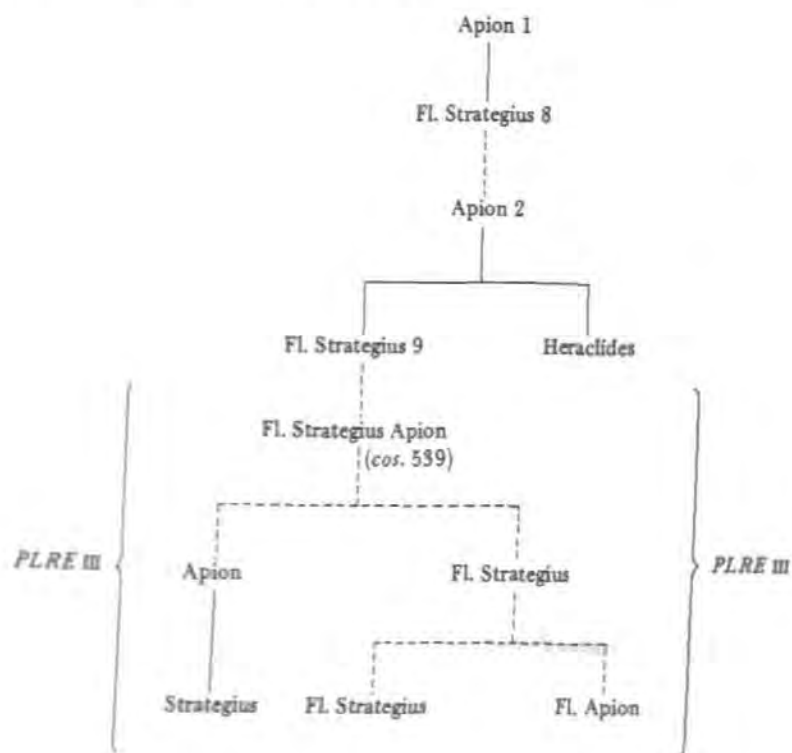 Apion 1
Fl. Strategius 8
Apion 2
Fl. Strategius 9 Heraclides
Fl. Strategius Apion
(cos. 539)
PLRE III Apion Fl. Strategius PLRE III
Strategius Fl. Strategius Fl. Apion